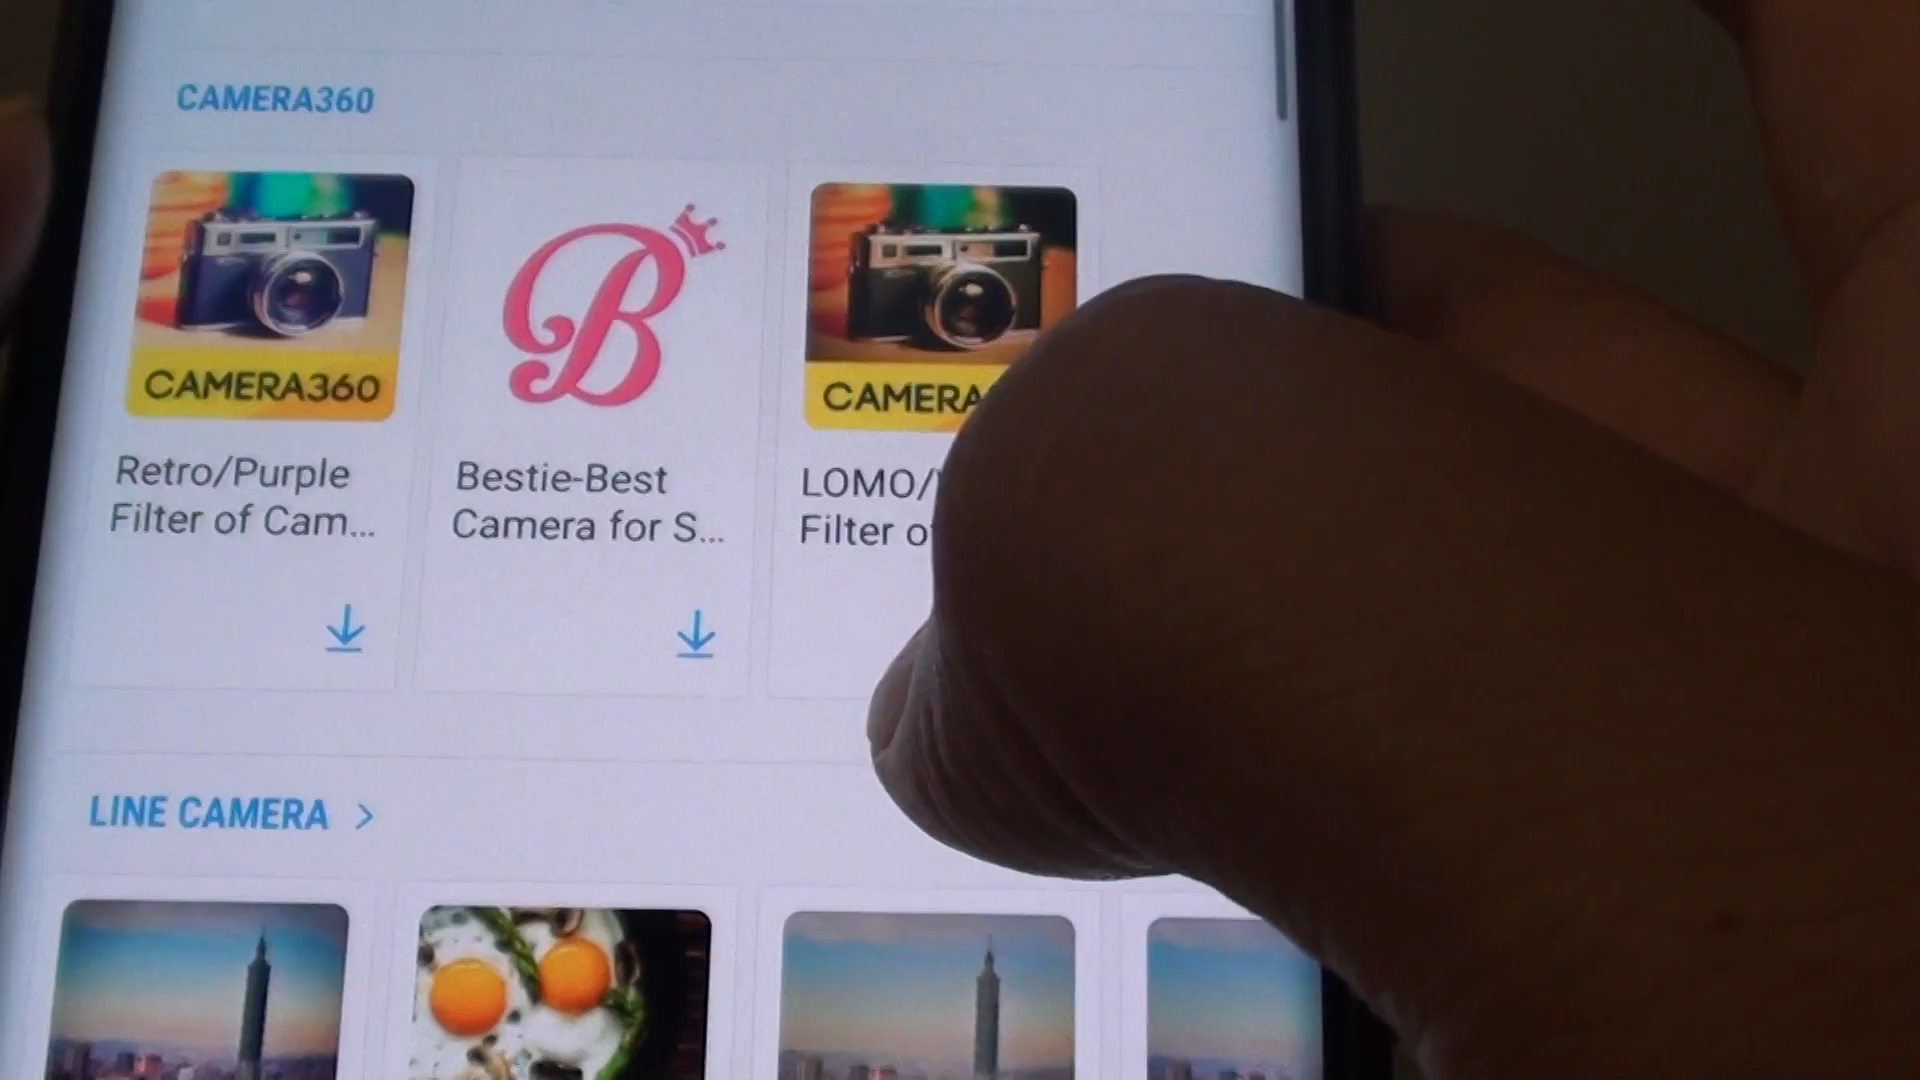 CAMERA360
CAMERA360
B
CAMERA
Retro/Purple
Filter of Cam...
Bestie-Best
Camera for S...
LOMO/
Filter
LINE CAMERA >